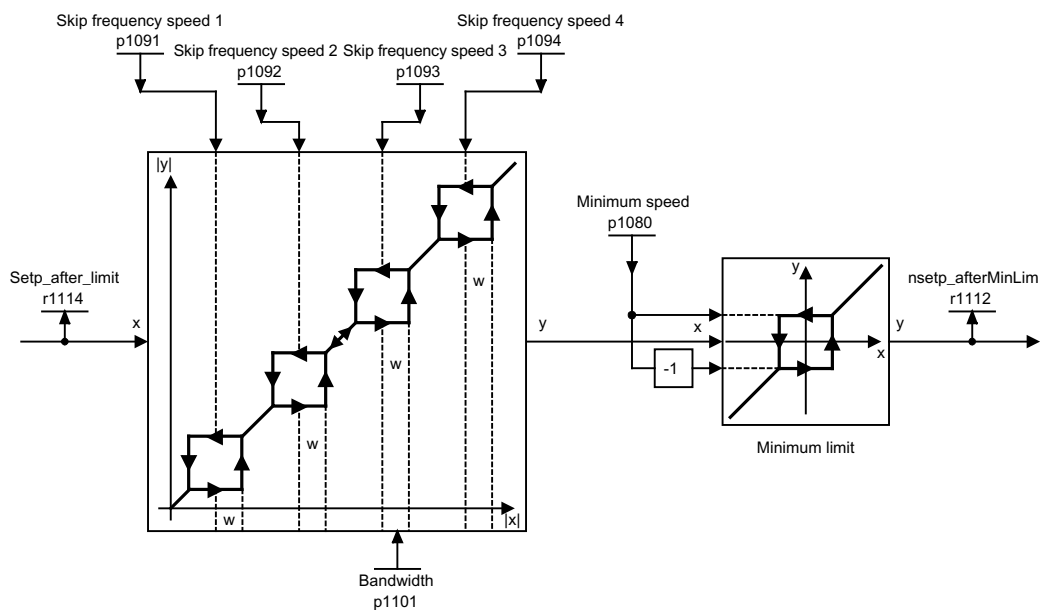 Skip frequency speed 1
p1091
Skip frequency speed 2
p1092
Skip frequency speed 3
p1093
Skip frequency speed 4
p1094
|y|
Setp_after_limit
r1114
x
w
w
w
w
|x|
Bandwidth
p1101
y
Minimum speed
p1080
x
-1
y
x
Minimum limit
nsetp_afterMinLim
r1112
y